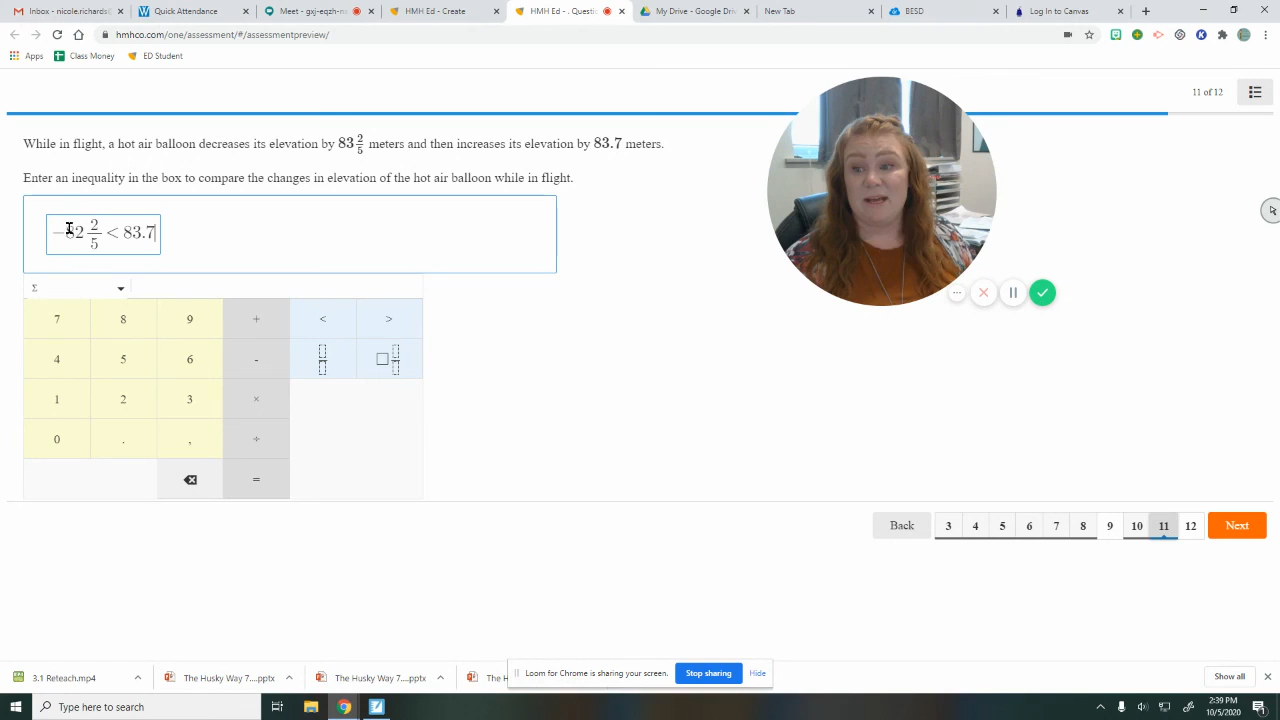 Inbox - nicole.richards@
Quick Attendance
Meet - gxj-eqzh-n
HMH Ed - Create
HMH Ed - . Questi
My Drive - Google Driv
New Tab
BESD
Log In to Canvas
hmhco.com/one/assessment/#/assessmentpreview/
Apps
Class Money
ED Student
11 of 12
While in flight, a hot air balloon decreases its elevation by 83 2/5 meters and then increases its elevation by 83.7 meters.
Enter an inequality in the box to compare the changes in elevation of the hot air balloon while in flight.
−82 2/5 < 83.7
Σ
7 8 9 + < >
4 5 6 -
1 2 3 ×
0 . , ÷
=
Back 3 4 5 6 7 8 9 10 11 12 Next
3.1 Reteach.mp4
The Husky Way 7....pptx
The Husky Way 7....pptx
The H
Loom for Chrome is sharing your screen.
Stop sharing
Hide
Show all
Type here to search
2:39 PM
10/5/2020